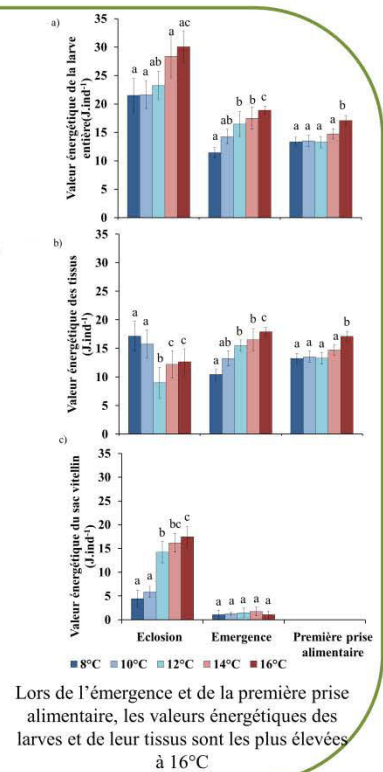 a)
Valeur énergétique de la larve
entière(J.ind⁻¹)
35
30
25
20
15
10
5
0
a a ab a ac
a ab b b c
a a a a b
b)
Valeur énergétique des tissus
(J.ind⁻¹)
35
30
25
20
15
10
5
0
a a b c c
a ab b b c
a a a a b
c)
Valeur énergétique du sac vitellin
(J.ind⁻¹)
35
30
25
20
15
10
5
0
a a b bc c
a a a a a
Eclosion Emergence Première prise
alimentaire
8°C 10°C 12°C 14°C 16°C
Lors de l’émergence et de la première prise
alimentaire, les valeurs énergétiques des
larves et de leur tissus sont les plus élevées
à 16°C